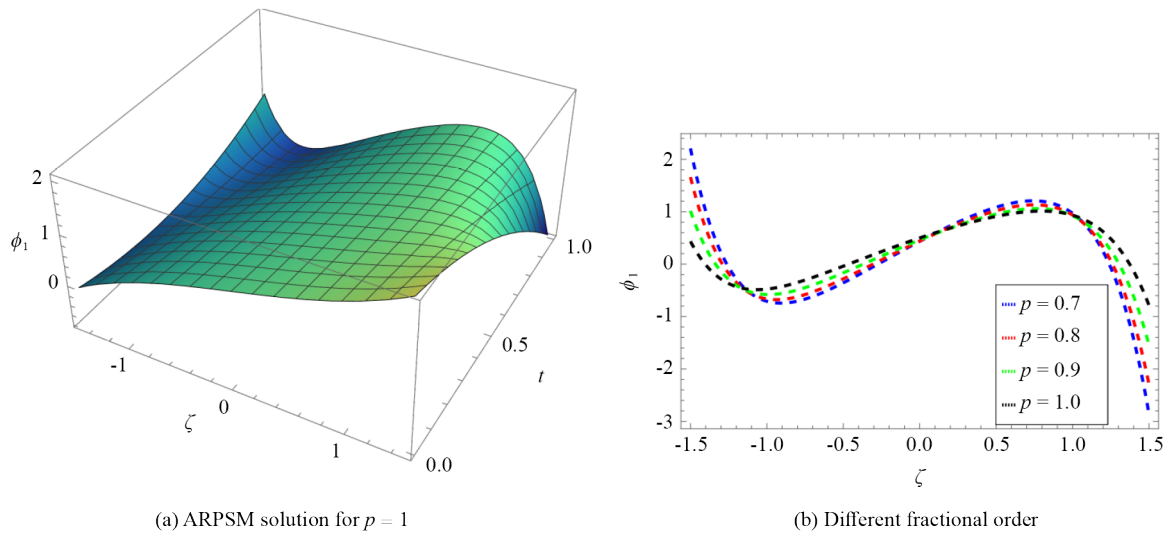 2
1
0
ϕ₁
-1
0
1
ζ
0.0
0.5
1.0
t
2
1
0
-1
-2
-3
ϕ₁
p = 0.7
p = 0.8
p = 0.9
p = 1.0
-1.5 -1.0 -0.5 0.0 0.5 1.0 1.5
ζ
(a) ARPSM solution for p = 1
(b) Different fractional order